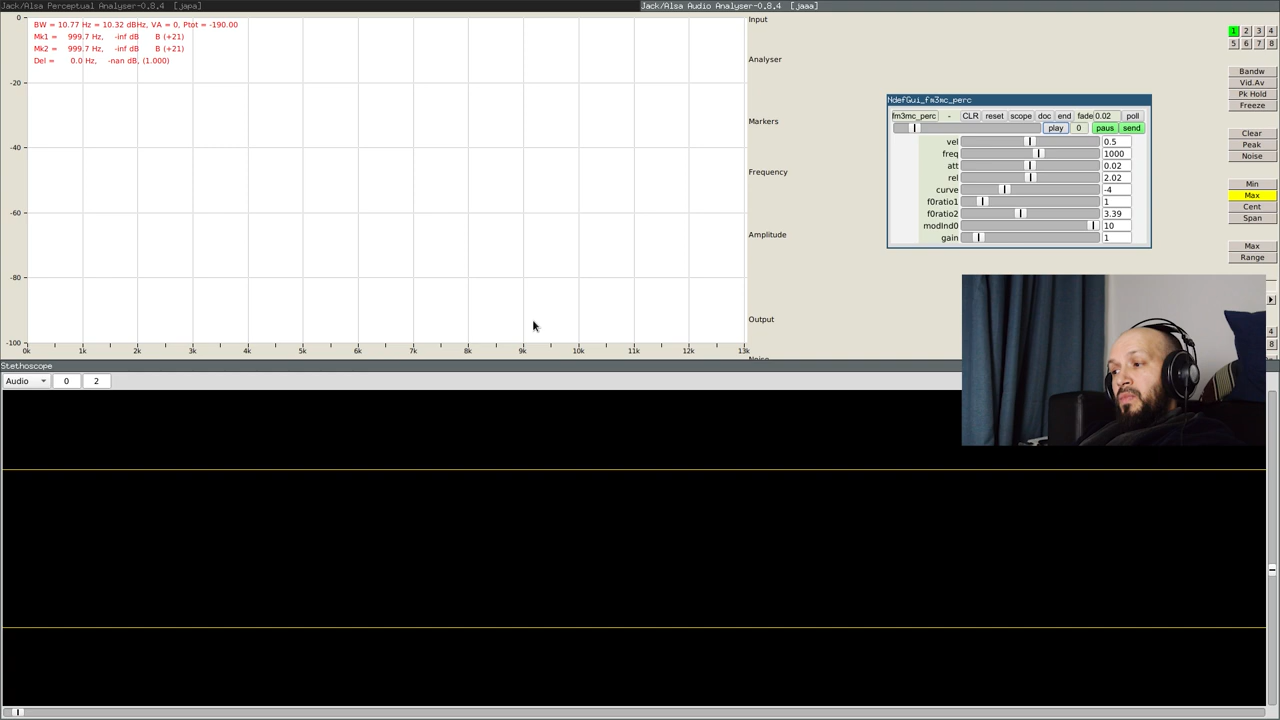 Jack/Alsa Perceptual Analyser-0.8.4 [japa]
Jack/Alsa Audio Analyser-0.8.4 [jaaa]
BW = 10.77 Hz = 10.32 dBHz, VA = 0, Ptot = -190.00
Mk1 = 999.7 Hz, -inf dB B (+21)
Mk2 = 999.7 Hz, -inf dB B (+21)
Del = 0.0 Hz, -nan dB, (1.000)
0
-20
-40
-60
-80
-100
0k 1k 2k 3k 4k 5k 6k 7k 8k 9k 10k 11k 12k 13k
Input
Analyser
Markers
Frequency
Amplitude
Output
Noise
NdefGui_fm3mc_perc
fm3mc_perc - CLR reset scope doc end fade 0.02 poll
play 0 paus send
vel 0.5
freq 1000
att 0.02
rel 2.02
curve -4
f0ratio1 1
f0ratio2 3.39
modInd0 10
gain 1
1 2 3 4
5 6 7 8
Bandw
Vid.Av
Pk Hold
Freeze
Clear
Peak
Noise
Min
Max
Cent
Span
Max
Range
4
8
Stethoscope
Audio 0 2